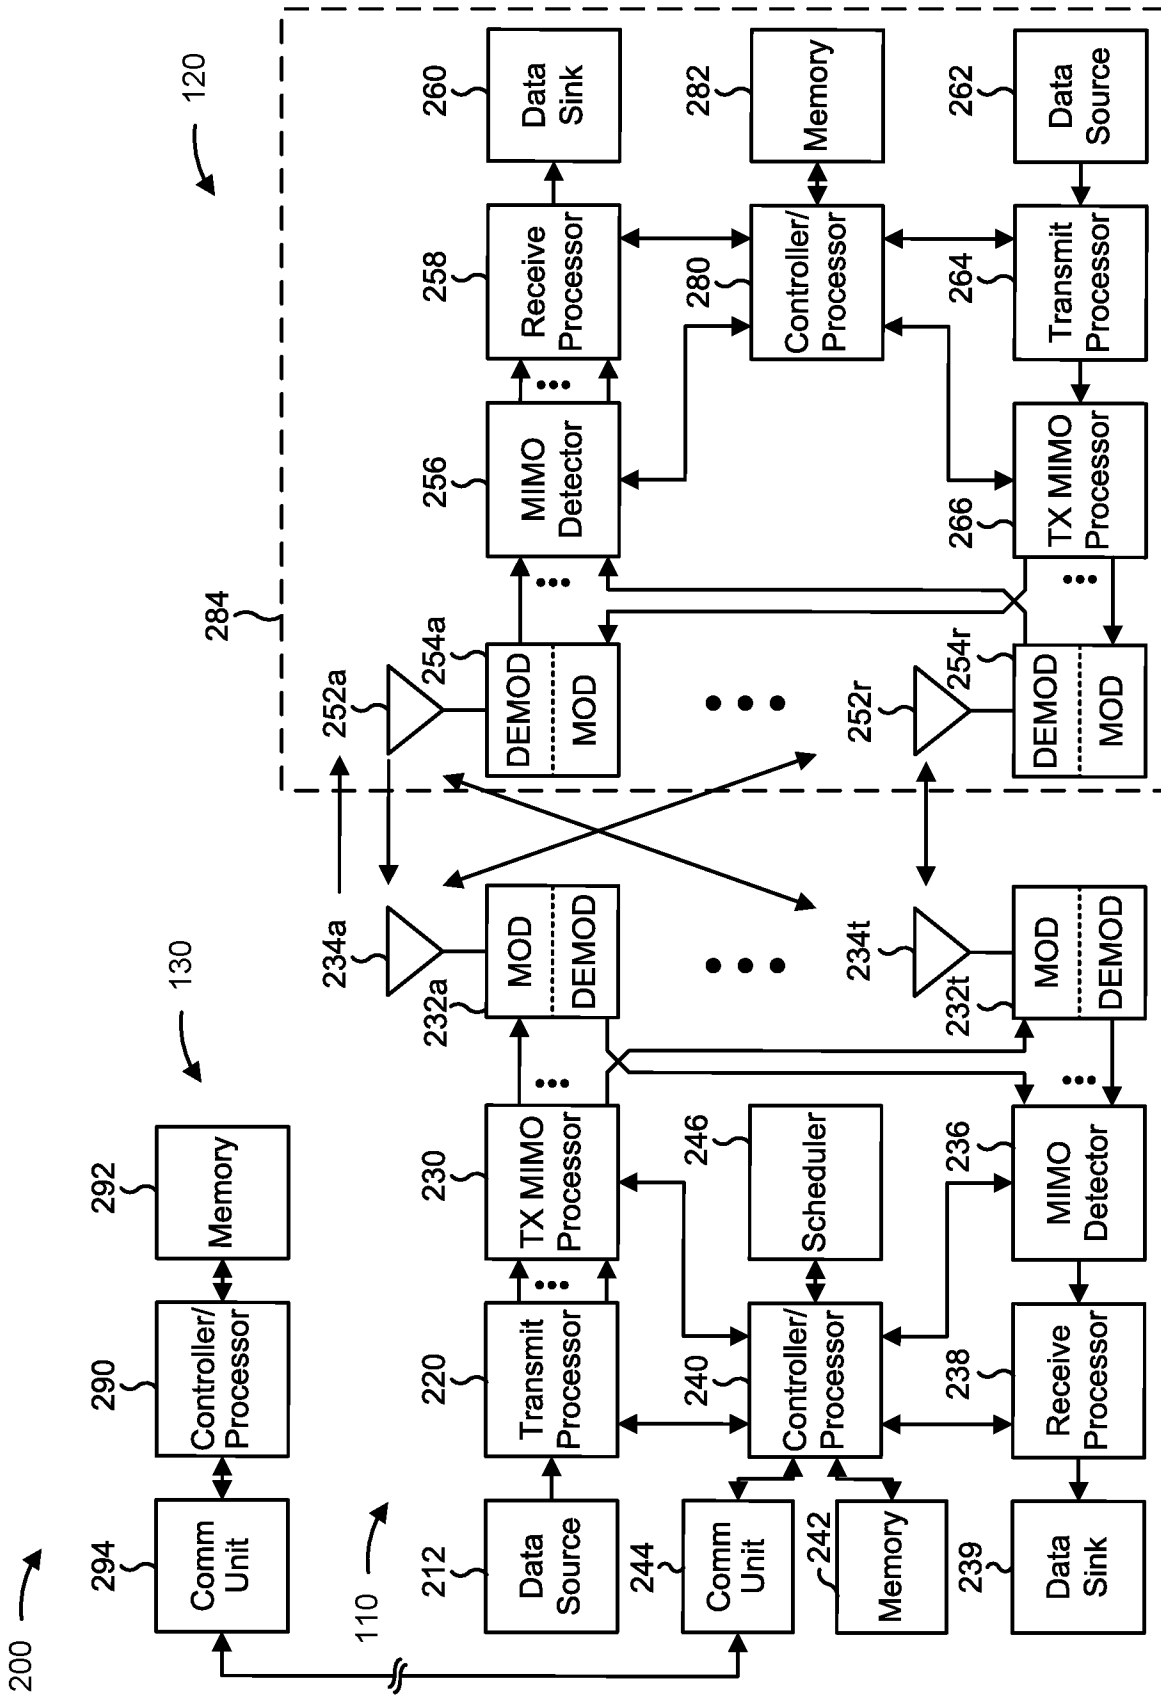 200
294
Comm
Unit
290
Controller/
Processor
292
Memory
130
110
212
Data
Source
220
Transmit
Processor
230
TX MIMO
Processor
232a
MOD
DEMOD
234a
244
Comm
Unit
242
Memory
240
Controller/
Processor
246
Scheduler
239
Data
Sink
238
Receive
Processor
236
MIMO
Detector
232t
MOD
DEMOD
234t
120
284
252a
254a
DEMOD
MOD
256
MIMO
Detector
258
Receive
Processor
260
Data
Sink
280
Controller/
Processor
282
Memory
252r
254r
DEMOD
MOD
266
TX MIMO
Processor
264
Transmit
Processor
262
Data
Source